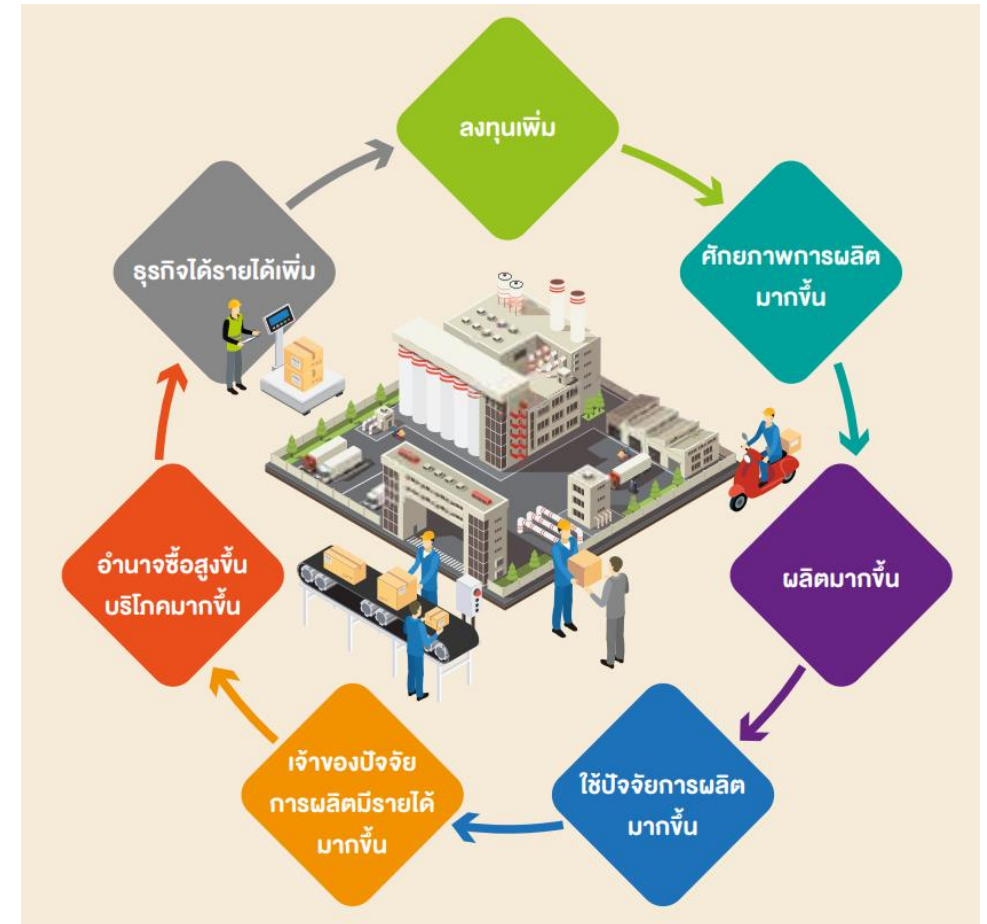 ลงทุนเพิ่ม
ศักยภาพการผลิต
มากขึ้น
ผลิตมากขึ้น
ใช้ปัจจัยการผลิต
มากขึ้น
เจ้าของปัจจัย
การผลิตมีรายได้
มากขึ้น
อำนาจซื้อสูงขึ้น
บริโภคมากขึ้น
ธุรกิจได้รายได้เพิ่ม